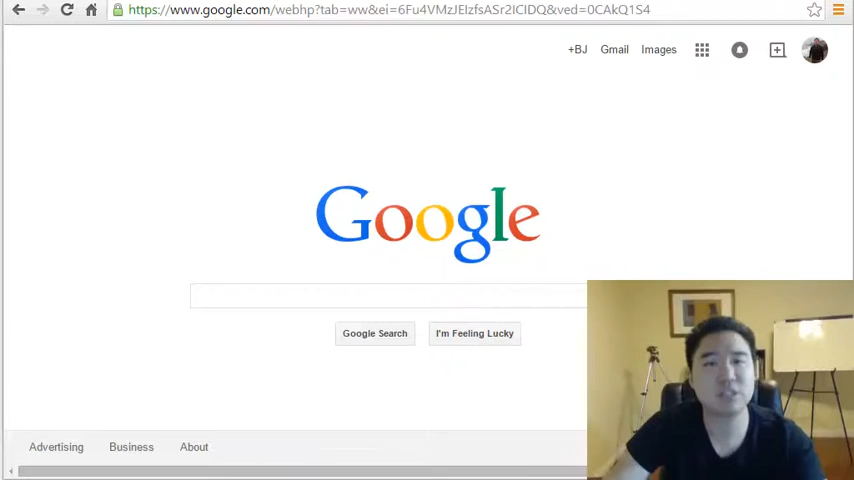 https://www.google.com/webhp?tab=ww&ei=6Fu4VMzJEIzfsASr2ICIDQ&ved=0CAkQ1S4
+BJ Gmail Images
Google
Google Search I'm Feeling Lucky
Advertising Business About